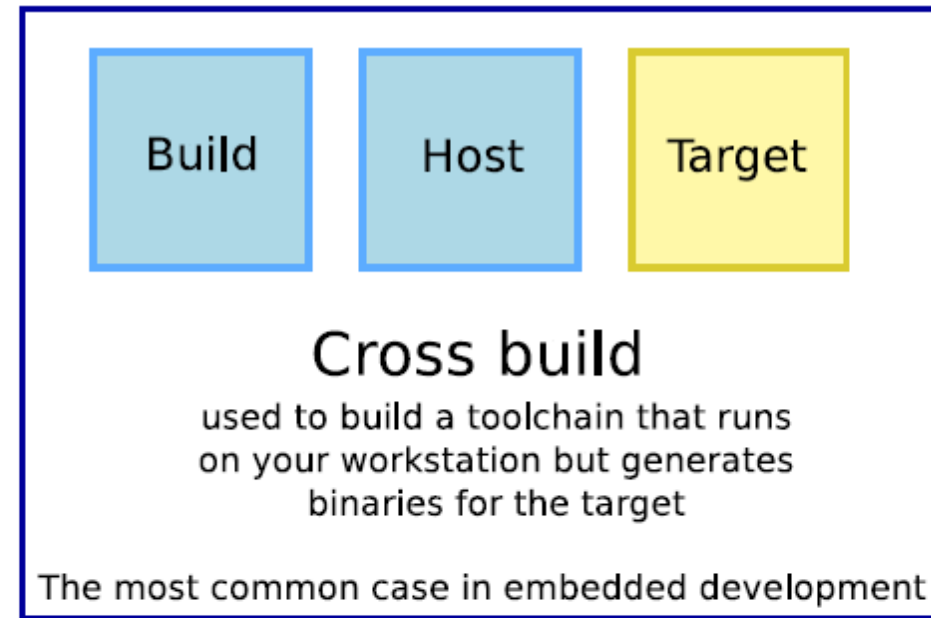 Build Host Target
Cross build
used to build a toolchain that runs
on your workstation but generates
binaries for the target
The most common case in embedded development